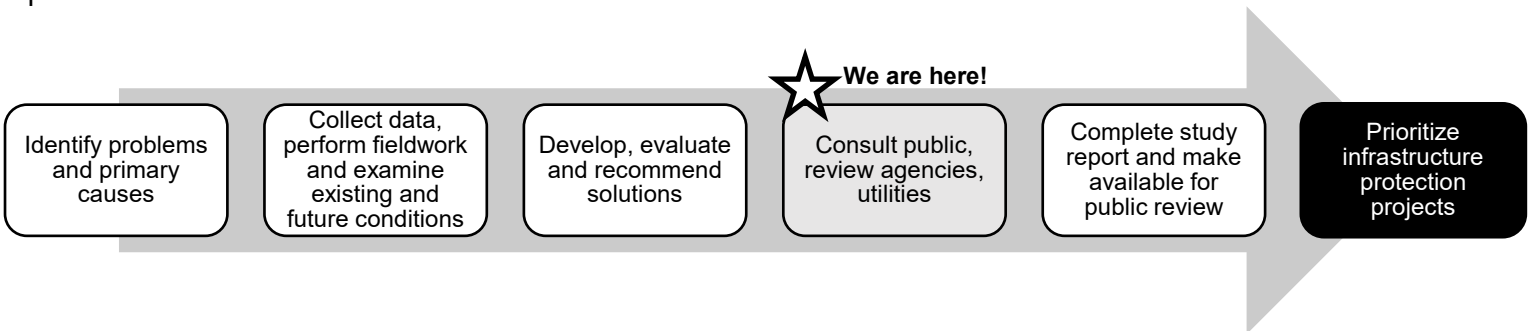 We are here!
Identify problems
and primary
causes
Collect data,
perform fieldwork
and examine
existing and
future conditions
Develop, evaluate
and recommend
solutions
Consult public,
review agencies,
utilities
Complete study
report and make
available for
public review
Prioritize
infrastructure
protection
projects